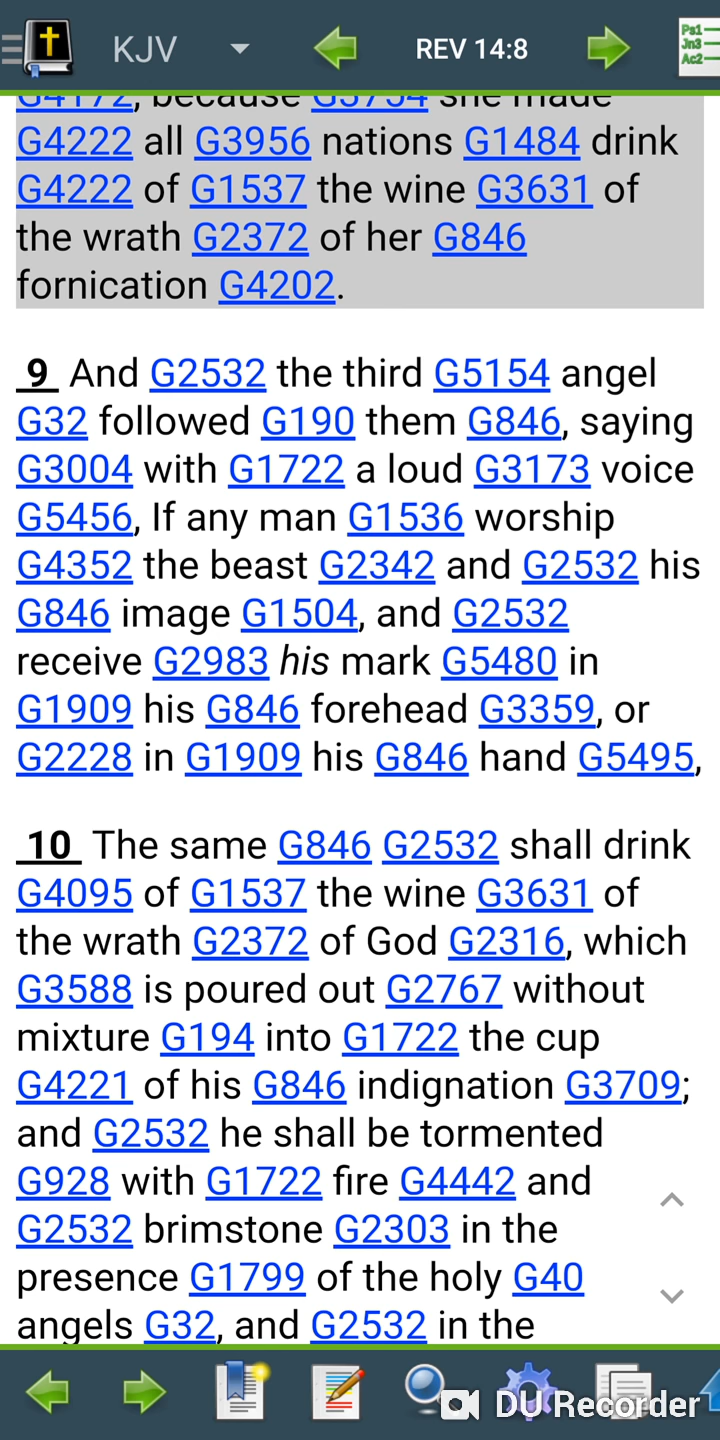 KJV REV 14:8 Ps1
Jn3
Ac2
G4172, because G3754 she made
G4222 all G3956 nations G1484 drink
G4222 of G1537 the wine G3631 of
the wrath G2372 of her G846
fornication G4202.
9 And G2532 the third G5154 angel
G32 followed G190 them G846, saying
G3004 with G1722 a loud G3173 voice
G5456, If any man G1536 worship
G4352 the beast G2342 and G2532 his
G846 image G1504, and G2532
receive G2983 his mark G5480 in
G1909 his G846 forehead G3359, or
G2228 in G1909 his G846 hand G5495,
10 The same G846 G2532 shall drink
G4095 of G1537 the wine G3631 of
the wrath G2372 of God G2316, which
G3588 is poured out G2767 without
mixture G194 into G1722 the cup
G4221 of his G846 indignation G3709;
and G2532 he shall be tormented
G928 with G1722 fire G4442 and
G2532 brimstone G2303 in the
presence G1799 of the holy G40
angels G32, and G2532 in the
DU Recorder